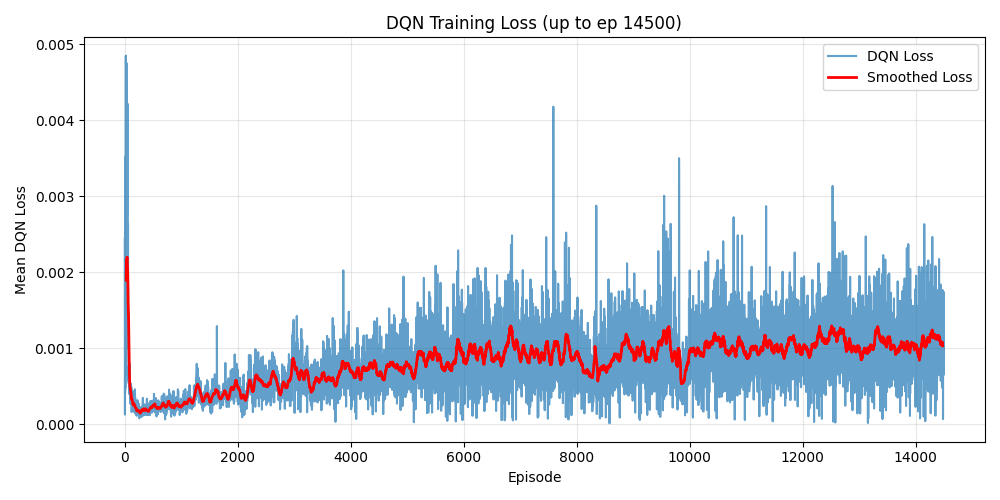 DQN Training Loss (up to ep 14500)
DQN Loss
Smoothed Loss
Mean DQN Loss
0.005
0.004
0.003
0.002
0.001
0.000
0 2000 4000 6000 8000 10000 12000 14000
Episode